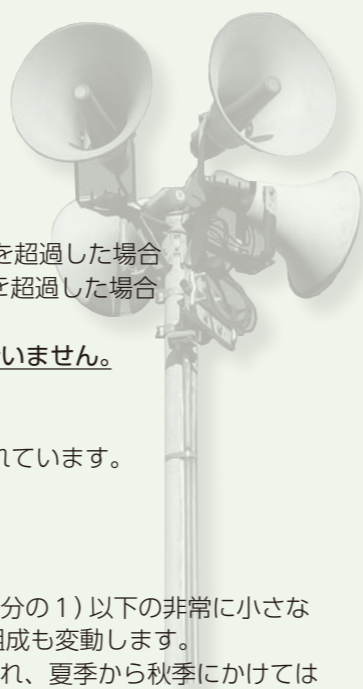 を超過した場合
を超過した場合
いません。
れています。
分の1)以下の非常に小さな
組成も変動します。
れ、夏季から秋季にかけては